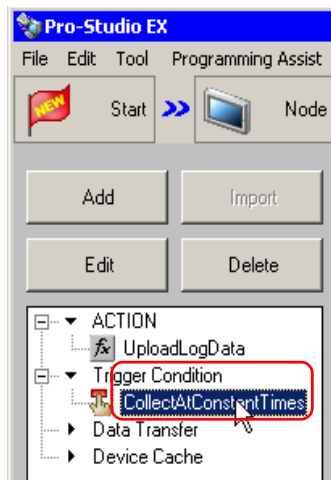 Pro-Studio EX
File Edit Tool Programming Assist
NEW Start Node
Add Import
Edit Delete
ACTION
fx UploadLogData
Trigger Condition
CollectAtConstantTimes
Data Transfer
Device Cache